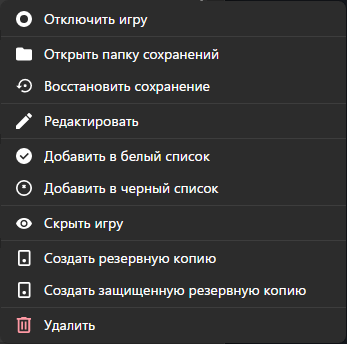 Отключить игру
Открыть папку сохранений
Восстановить сохранение
Редактировать
Добавить в белый список
Добавить в черный список
Скрыть игру
Создать резервную копию
Создать защищенную резервную копию
Удалить